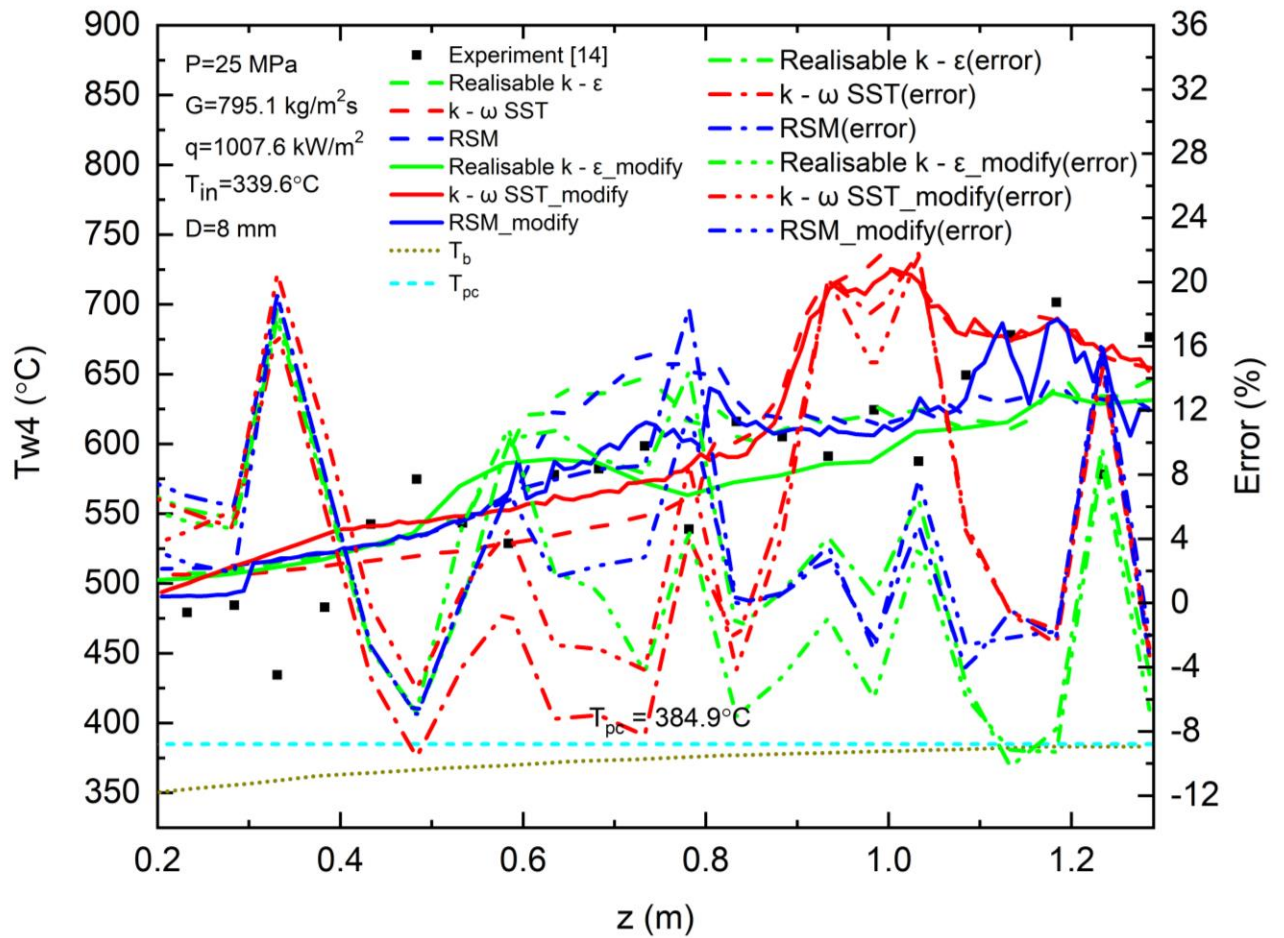 900
850
800
750
700
650
600
550
500
450
400
350
Tw4 (°C)
P=25 MPa
G=795.1 kg/m²s
q=1007.6 kW/m²
Tin=339.6°C
D=8 mm
Experiment [14]
Realisable k - ε
k - ω SST
RSM
Realisable k - ε_modify
k - ω SST_modify
RSM_modify
Tb
Tpc
Realisable k - ε(error)
k - ω SST(error)
RSM(error)
Realisable k - ε_modify(error)
k - ω SST_modify(error)
RSM_modify(error)
Tpc = 384.9°C
36
32
28
24
20
16
12
8
4
0
-4
-8
-12
Error (%)
0.2 0.4 0.6 0.8 1.0 1.2
z (m)